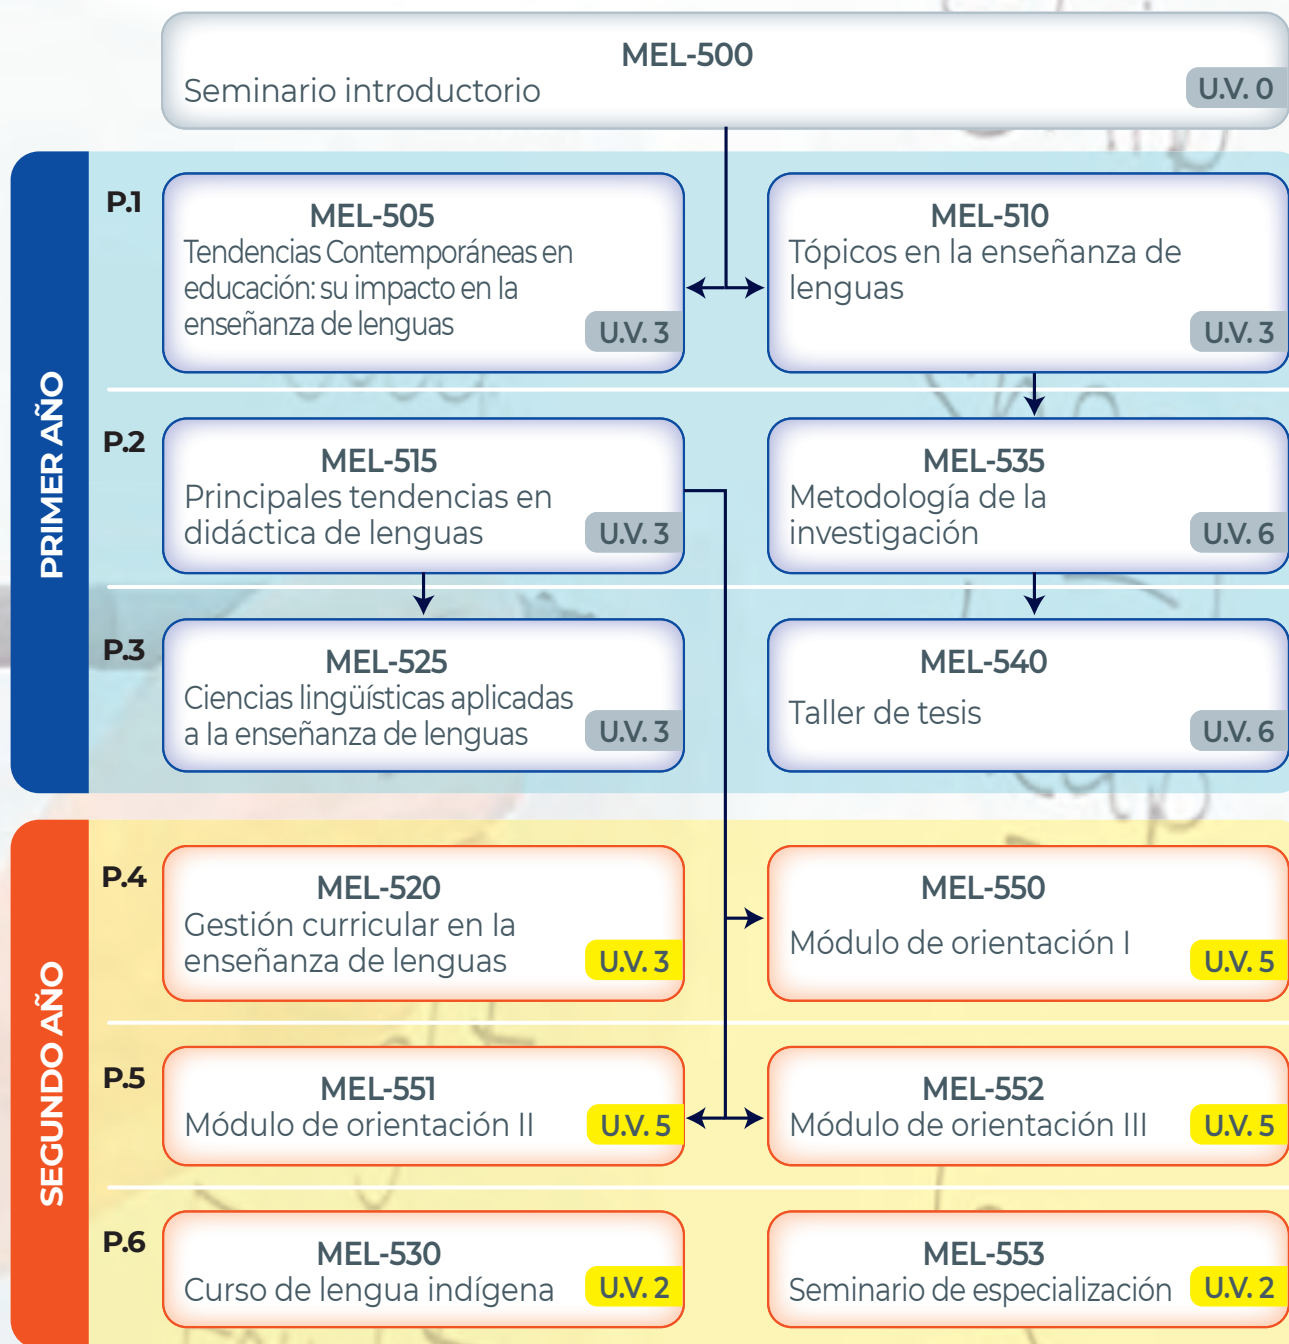 MEL-500
Seminario introductorio
U.V. 0
PRIMER AÑO
P.1
MEL-505
Tendencias Contemporáneas en
educación: su impacto en la
enseñanza de lenguas
U.V. 3
MEL-510
Tópicos en la enseñanza de
lenguas
U.V. 3
P.2
MEL-515
Principales tendencias en
didáctica de lenguas
U.V. 3
MEL-535
Metodología de la
investigación
U.V. 6
P.3
MEL-525
Ciencias lingüísticas aplicadas
a la enseñanza de lenguas
U.V. 3
MEL-540
Taller de tesis
U.V. 6
SEGUNDO AÑO
P.4
MEL-520
Gestión curricular en la
enseñanza de lenguas
U.V. 3
MEL-550
Módulo de orientación I
U.V. 5
P.5
MEL-551
Módulo de orientación II
U.V. 5
MEL-552
Módulo de orientación III
U.V. 5
P.6
MEL-530
Curso de lengua indígena
U.V. 2
MEL-553
Seminario de especialización
U.V. 2